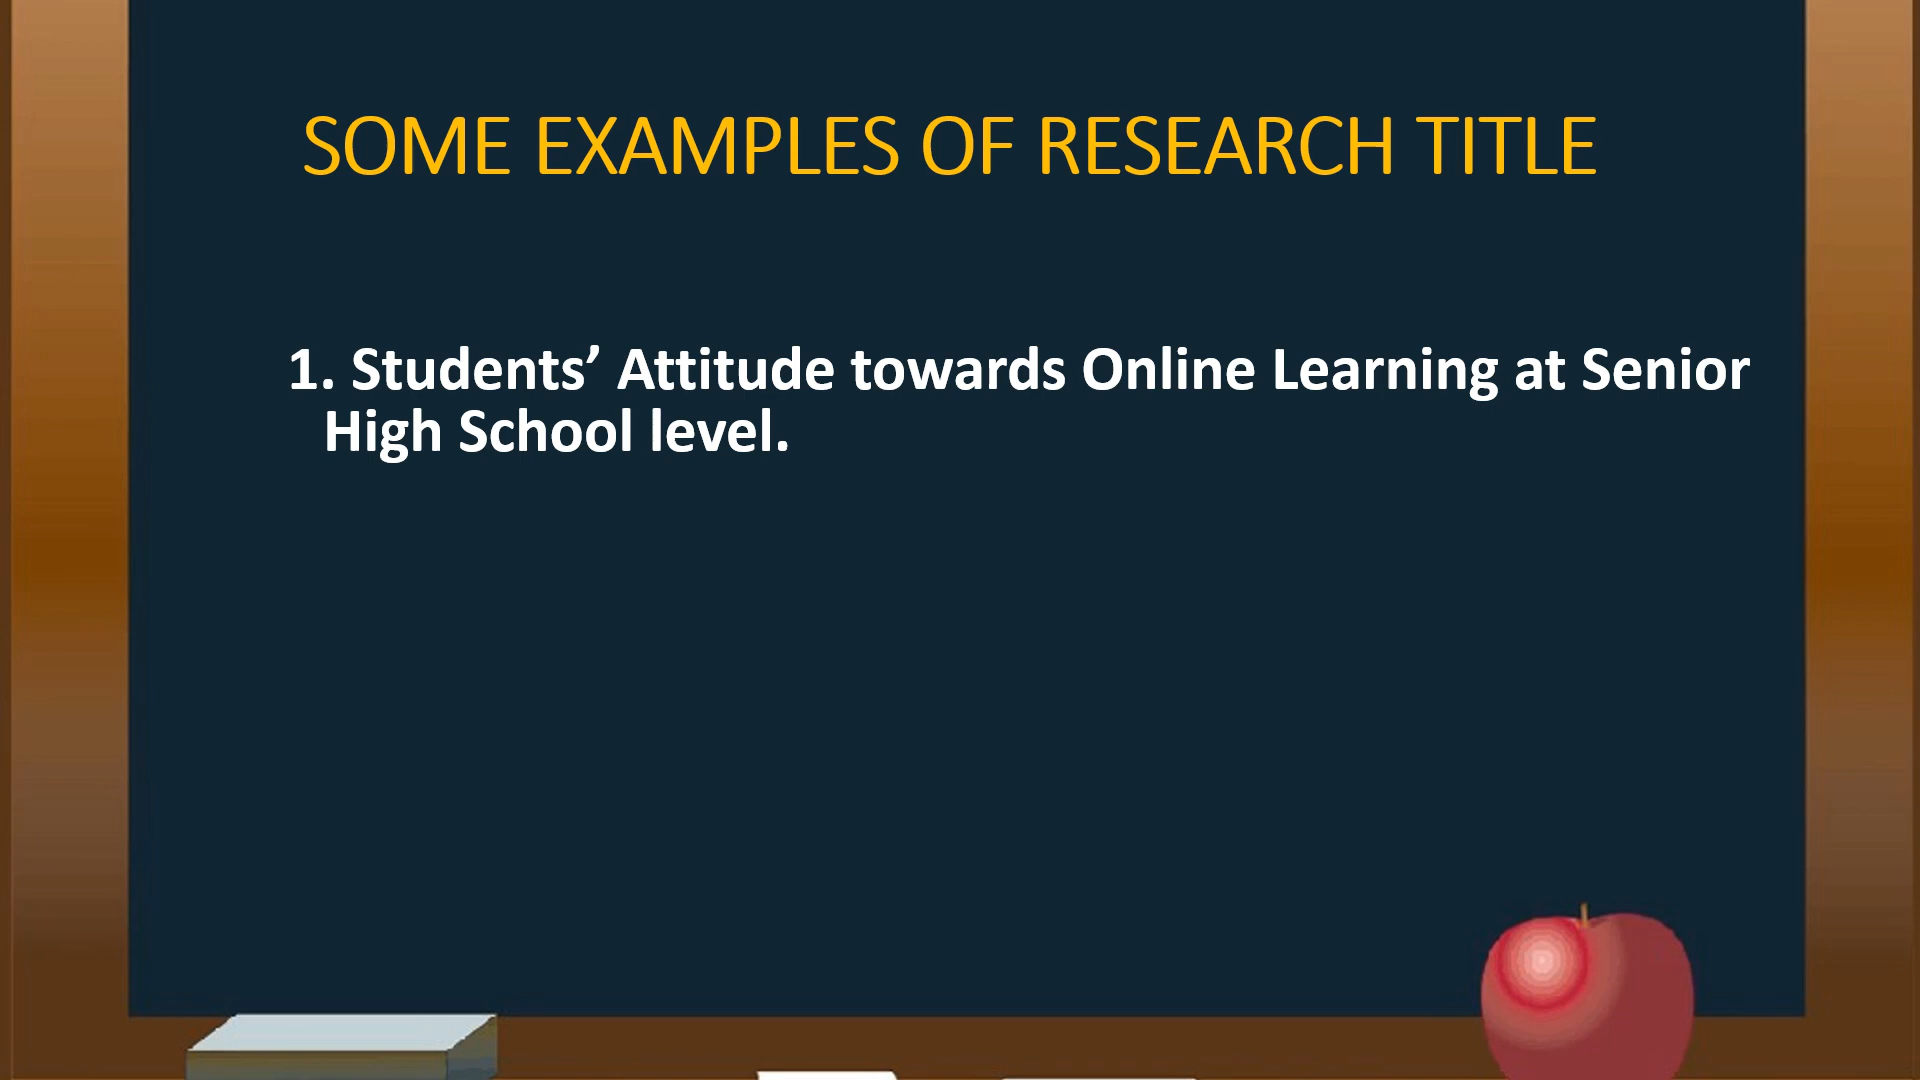 SOME EXAMPLES OF RESEARCH TITLE
1. Students’ Attitude towards Online Learning at Senior
High School level.